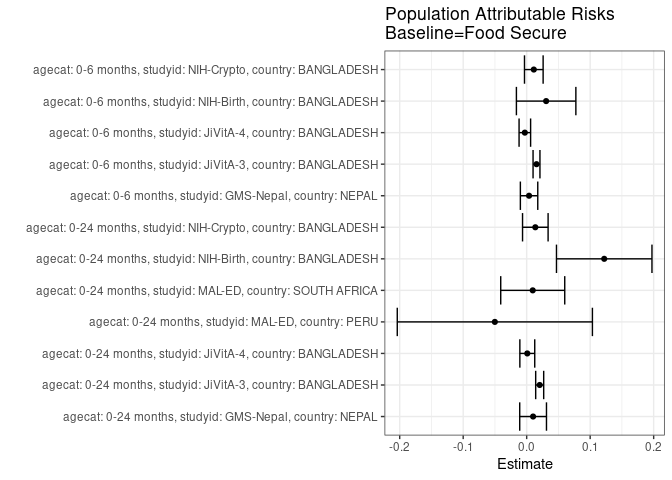 Population Attributable Risks
Baseline=Food Secure
agecat: 0-6 months, studyid: NIH-Crypto, country: BANGLADESH
agecat: 0-6 months, studyid: NIH-Birth, country: BANGLADESH
agecat: 0-6 months, studyid: JiVitA-4, country: BANGLADESH
agecat: 0-6 months, studyid: JiVitA-3, country: BANGLADESH
agecat: 0-6 months, studyid: GMS-Nepal, country: NEPAL
agecat: 0-24 months, studyid: NIH-Crypto, country: BANGLADESH
agecat: 0-24 months, studyid: NIH-Birth, country: BANGLADESH
agecat: 0-24 months, studyid: MAL-ED, country: SOUTH AFRICA
agecat: 0-24 months, studyid: MAL-ED, country: PERU
agecat: 0-24 months, studyid: JiVitA-4, country: BANGLADESH
agecat: 0-24 months, studyid: JiVitA-3, country: BANGLADESH
agecat: 0-24 months, studyid: GMS-Nepal, country: NEPAL
-0.2 -0.1 0.0 0.1 0.2
Estimate